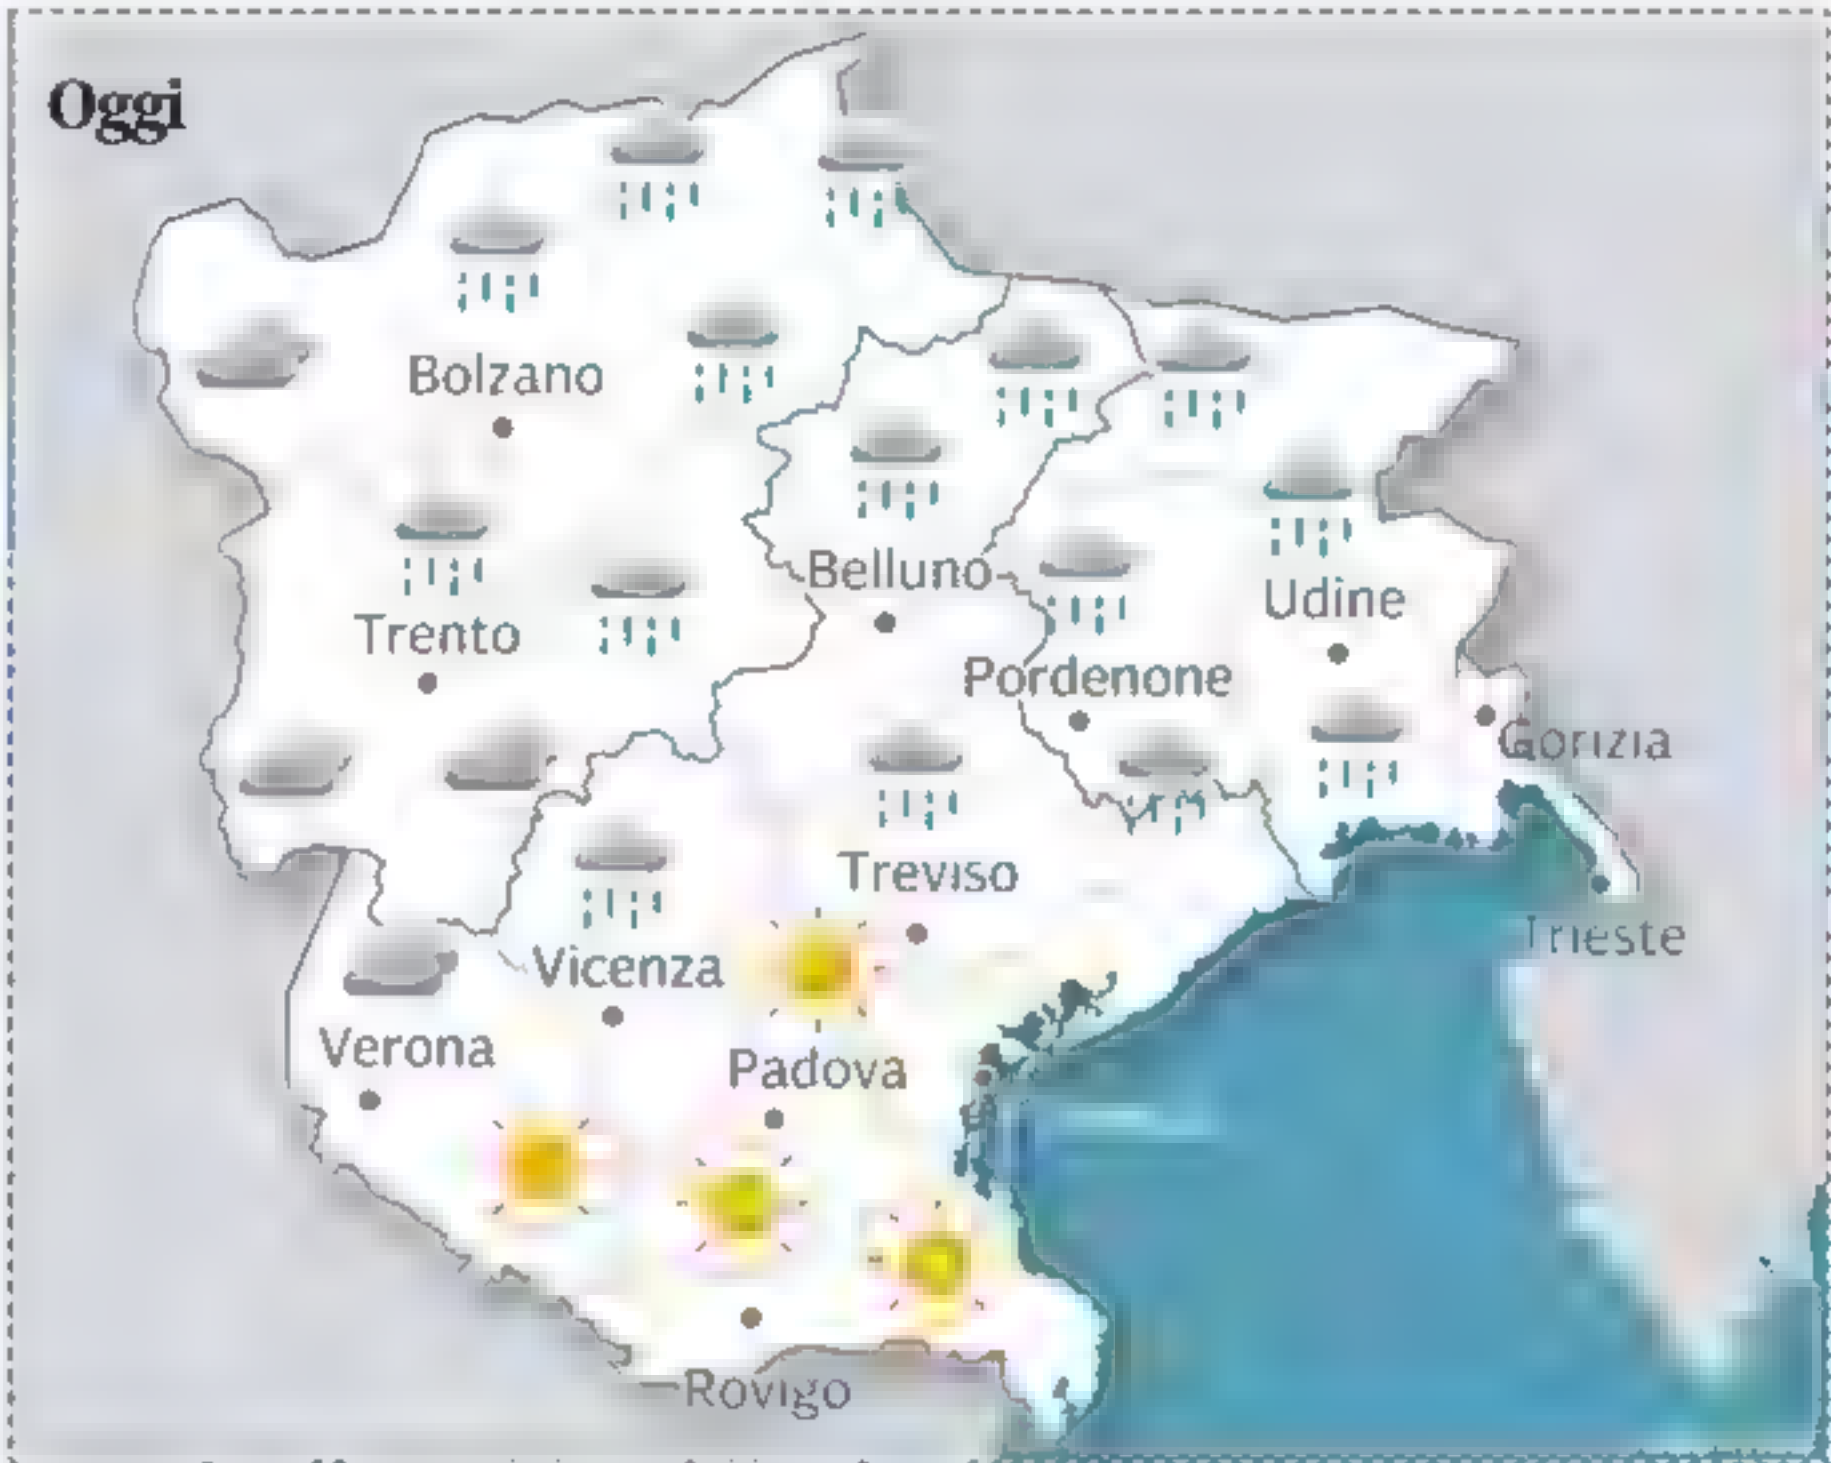 Oggi
Bolzano
Belluno
Udine
Trento
Pordenone
Gorizia
Treviso
Trieste
Vicenza
Verona
Padova
Rovigo